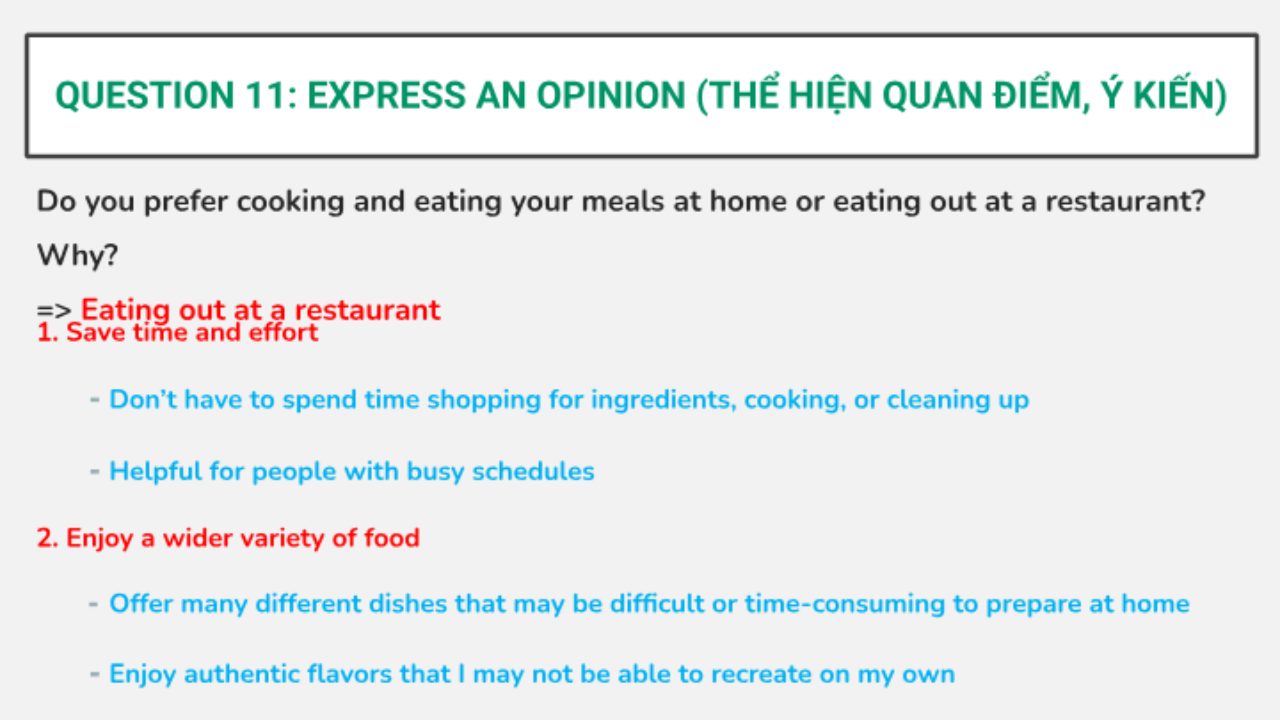 QUESTION 11: EXPRESS AN OPINION (THỂ HIỆN QUAN ĐIỂM, Ý KIẾN)
Do you prefer cooking and eating your meals at home or eating out at a restaurant?
Why?
=> Eating out at a restaurant
1. Save time and effort
- Don't have to spend time shopping for ingredients, cooking, or cleaning up
- Helpful for people with busy schedules
2. Enjoy a wider variety of food
- Offer many different dishes that may be difficult or time-consuming to prepare at home
- Enjoy authentic flavors that I may not be able to recreate on my own